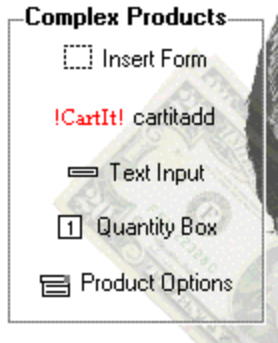 Complex Products
Insert Form
!CartIt! cartitadd
Text Input
1 Quantity Box
Product Options